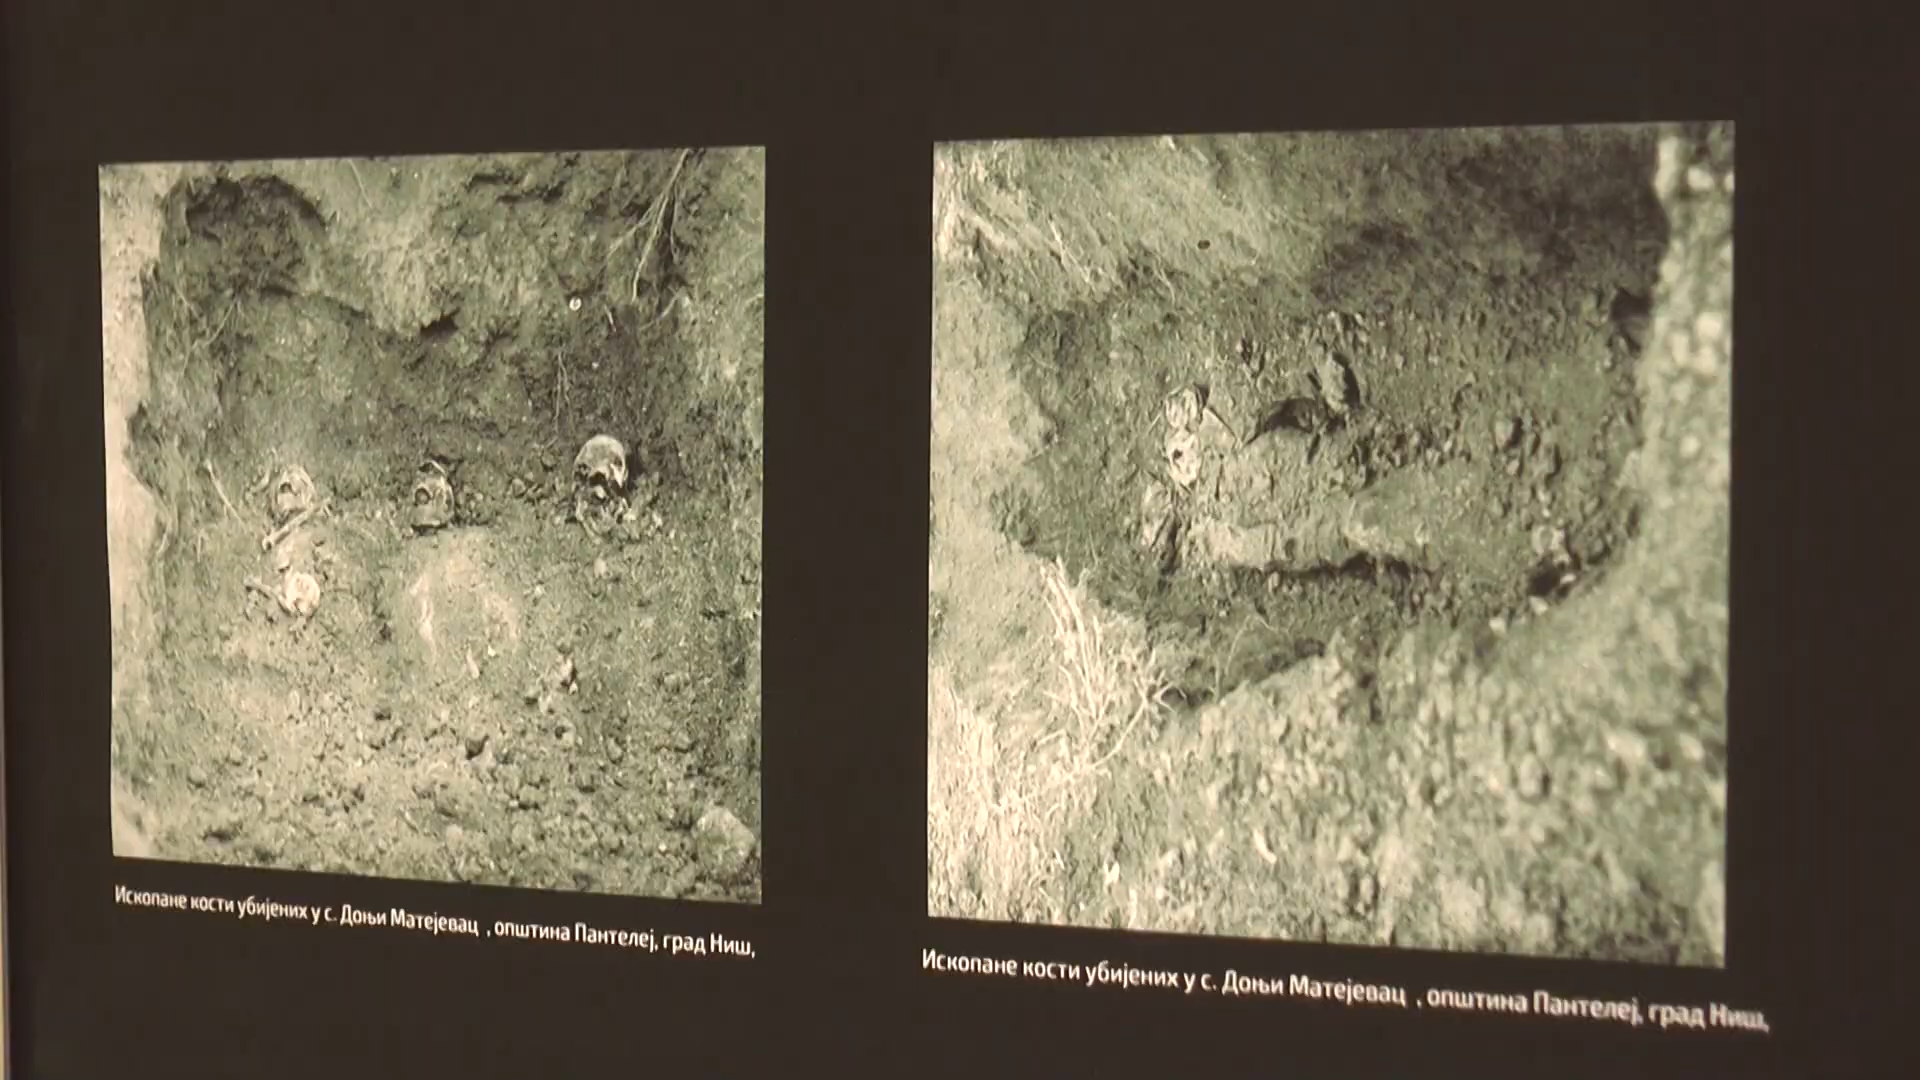 Ископане кости убијених у с. Доњи Матејевац , општина Пантелеј, град Ниш,
Ископане кости убијених у с. Доњи Матејевац , општина Пантелеј, град Ниш,